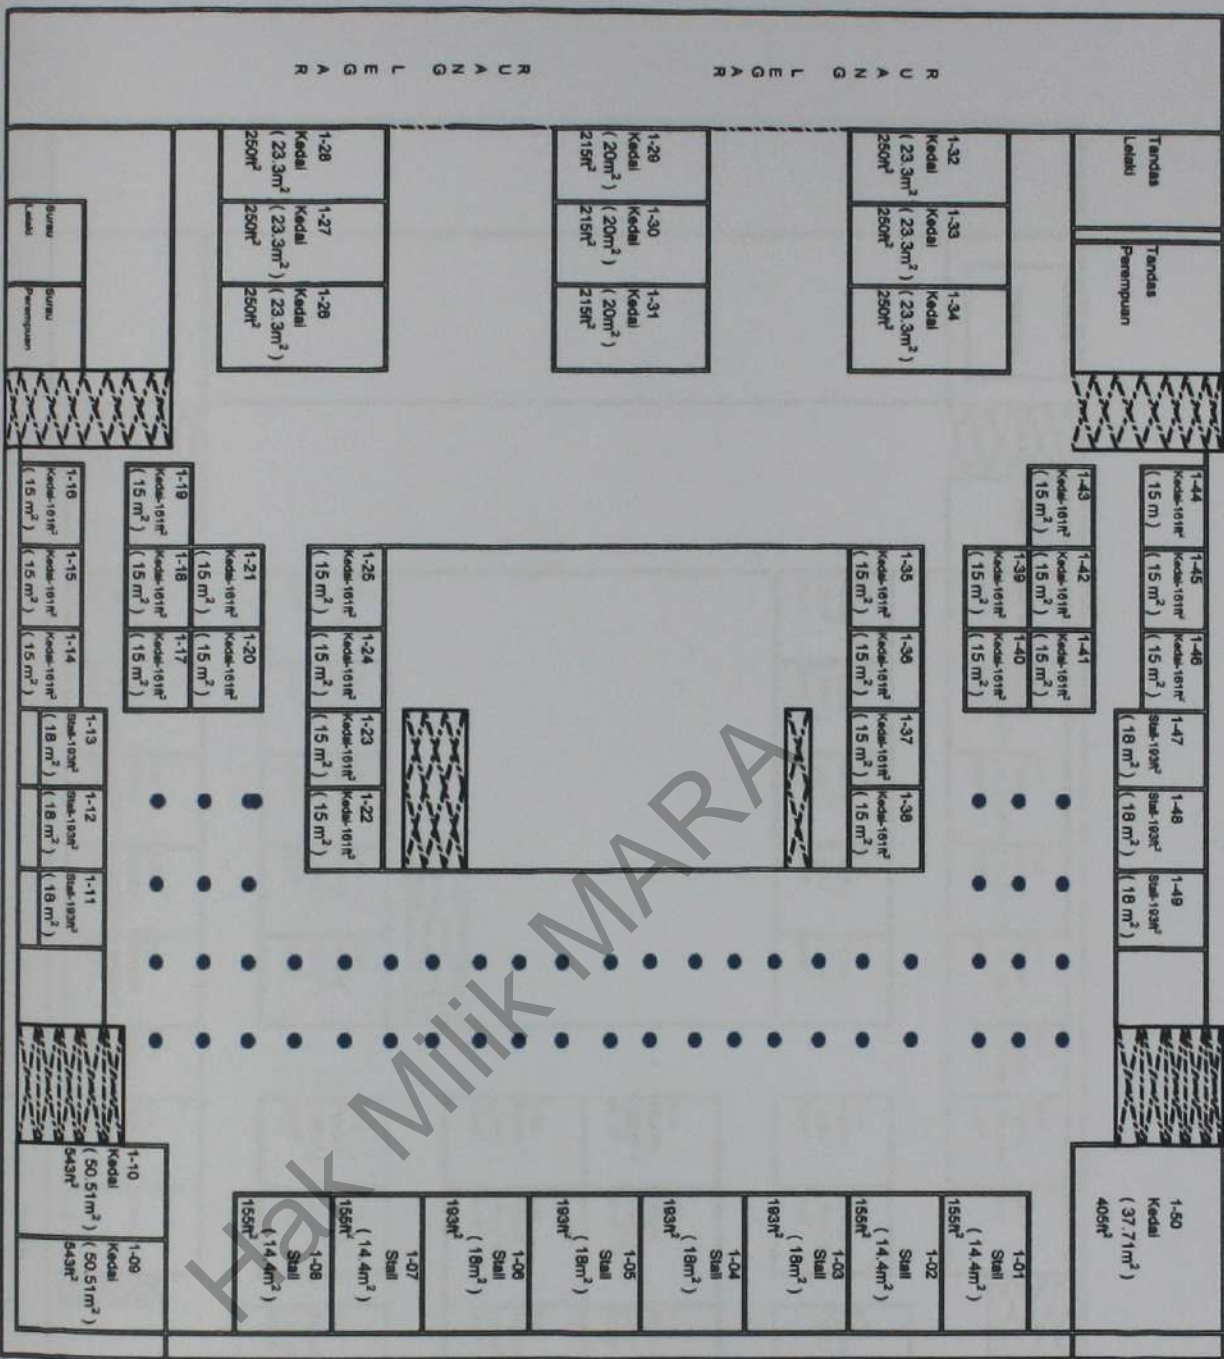 RUANG LEGAR
RUANG LEGAR
Tandas
Lelaki
Tandas
Perempuan
1-32
Kedai
( 23.3m² )
250ft²
1-33
Kedai
( 23.3m² )
250ft²
1-34
Kedai
( 23.3m² )
250ft²
1-29
Kedai
( 20m² )
215ft²
1-30
Kedai
( 20m² )
215ft²
1-31
Kedai
( 20m² )
215ft²
1-28
Kedai
( 23.3m² )
250ft²
1-27
Kedai
( 23.3m² )
250ft²
1-26
Kedai
( 23.3m² )
250ft²
Surau
Lelaki
Surau
Perempuan
1-44
Kedai-161ft²
( 15 m )
1-45
Kedai-161ft²
( 15 m² )
1-46
Kedai-161ft²
( 15 m² )
1-43
Kedai-161ft²
( 15 m² )
1-42
Kedai-161ft²
( 15 m² )
1-41
Kedai-161ft²
( 15 m² )
1-39
Kedai-161ft²
( 15 m² )
1-40
Kedai-161ft²
( 15 m² )
1-35
Kedai-161ft²
( 15 m² )
1-36
Kedai-161ft²
( 15 m² )
1-37
Kedai-161ft²
( 15 m² )
1-38
Kedai-161ft²
( 15 m² )
1-25
Kedai-161ft²
( 15 m² )
1-24
Kedai-161ft²
( 15 m² )
1-23
Kedai-161ft²
( 15 m² )
1-22
Kedai-161ft²
( 15 m² )
1-21
Kedai-161ft²
( 15 m² )
1-20
Kedai-161ft²
( 15 m² )
1-19
Kedai-161ft²
( 15 m² )
1-18
Kedai-161ft²
( 15 m² )
1-17
Kedai-161ft²
( 15 m² )
1-16
Kedai-161ft²
( 15 m² )
1-15
Kedai-161ft²
( 15 m² )
1-14
Kedai-161ft²
( 15 m² )
1-47
Stall-193ft²
( 18 m² )
1-48
Stall-193ft²
( 18 m² )
1-49
Stall-193ft²
( 18 m² )
1-13
Stall-193ft²
( 18 m² )
1-12
Stall-193ft²
( 18 m² )
1-11
Stall-193ft²
( 18 m² )
1-50
Kedai
( 37.71m² )
405ft²
1-01
Stall
( 14.4m² )
155ft²
1-02
Stall
( 14.4m² )
155ft²
1-03
Stall
( 18m² )
193ft²
1-04
Stall
( 18m² )
193ft²
1-05
Stall
( 18m² )
193ft²
1-06
Stall
( 18m² )
193ft²
1-07
Stall
( 14.4m² )
155ft²
1-08
Stall
( 14.4m² )
155ft²
1-10
Kedai
( 50.51m² )
543ft²
1-09
Kedai
( 50.51m² )
543ft²
Hak Milik MARA